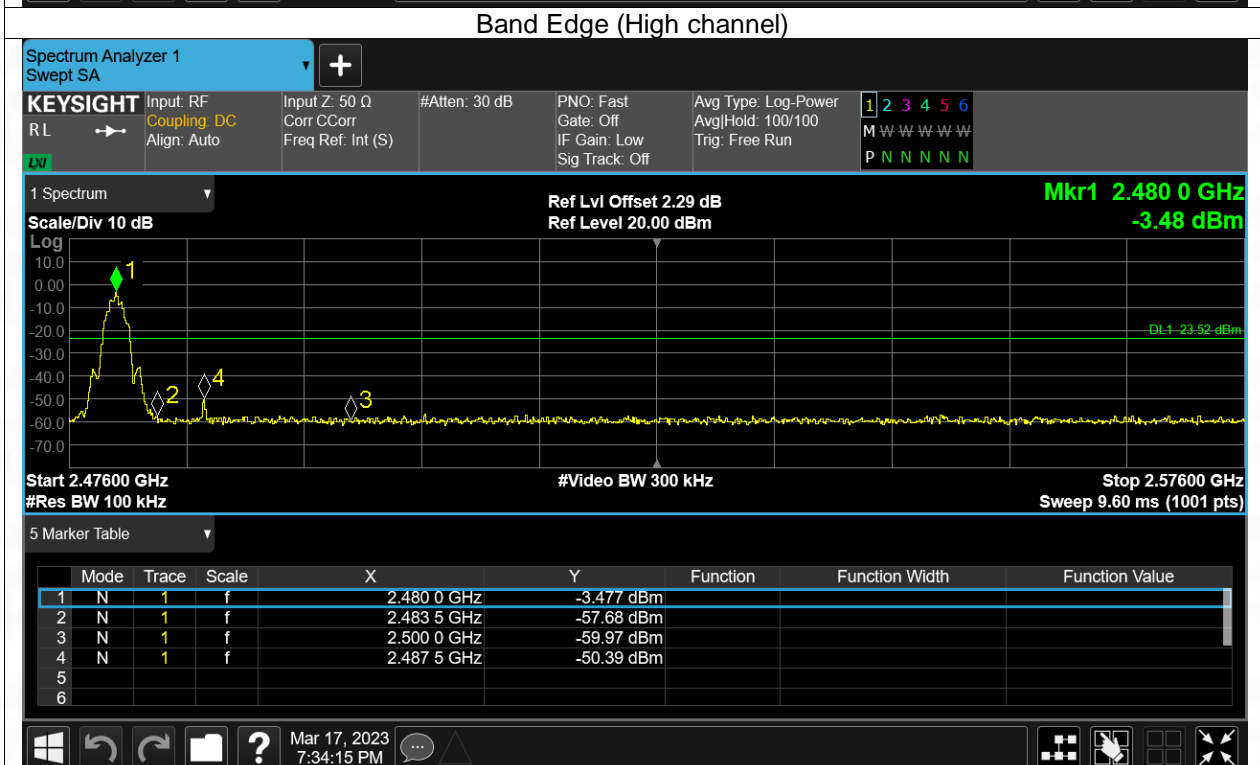 Band Edge (High channel)
Spectrum Analyzer 1
Swept SA
+
KEYSIGHT
RL
LXI
Input: RF
Coupling: DC
Align: Auto
Input Z: 50 Ω
Corr CCorr
Freq Ref: Int (S)
#Atten: 30 dB
PNO: Fast
Gate: Off
IF Gain: Low
Sig Track: Off
Avg Type: Log-Power
Avg|Hold: 100/100
Trig: Free Run
1 2 3 4 5 6
M W W W W W
P N N N N N
1 Spectrum
Scale/Div 10 dB
Ref Lvl Offset 2.29 dB
Ref Level 20.00 dBm
Mkr1 2.480 0 GHz
-3.48 dBm
Log
10.0
0.00
-10.0
-20.0
-30.0
-40.0
-50.0
-60.0
-70.0
1
2
4
3
DL1 -23.52 dBm
Start 2.47600 GHz
#Video BW 300 kHz
Stop 2.57600 GHz
#Res BW 100 kHz
Sweep 9.60 ms (1001 pts)
5 Marker Table
Mode Trace Scale X Y Function Function Width Function Value
1 N 1 f 2.480 0 GHz -3.477 dBm
2 N 1 f 2.483 5 GHz -57.68 dBm
3 N 1 f 2.500 0 GHz -59.97 dBm
4 N 1 f 2.487 5 GHz -50.39 dBm
5
6
?
Mar 17, 2023
7:34:15 PM